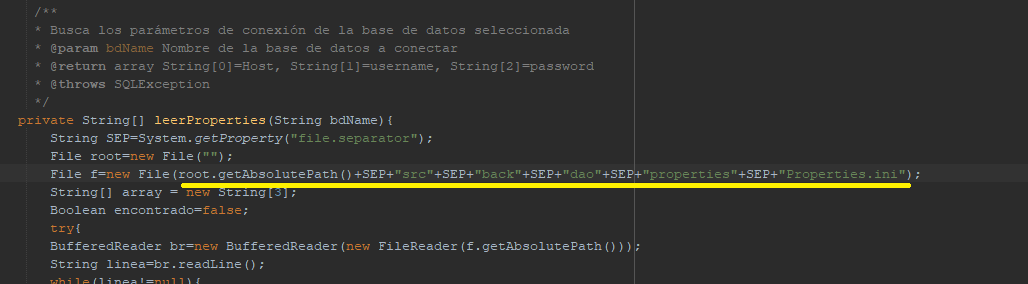 /**
* Busca los parámetros de conexión de la base de datos seleccionada
* @param bdName Nombre de la base de datos a conectar
* @return array String[0]=Host, String[1]=username, String[2]=password
* @throws SQLException
*/
private String[] leerProperties(String bdName){
String SEP=System.getProperty("file.separator");
File root=new File("");
File f=new File(root.getAbsolutePath()+SEP+"src"+SEP+"back"+SEP+"dao"+SEP+"properties"+SEP+"Properties.ini");
String[] array = new String[3];
Boolean encontrado=false;
try{
BufferedReader br=new BufferedReader(new FileReader(f.getAbsolutePath()));
String linea=br.readLine();
while(linea!=null){